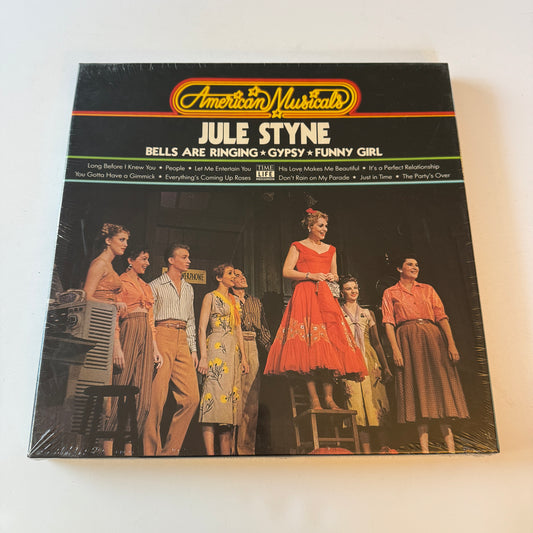 American Musicals
JULE STYNE
BELLS ARE RINGING ★ GYPSY ★ FUNNY GIRL
Long Before I Knew You • People • Let Me Entertain You
You Gotta Have a Gimmick • Everything's Coming Up Roses
TIME
LIFE
His Love Makes Me Beautiful • It's a Perfect Relationship
Don't Rain on My Parade • Just in Time • The Party's Over